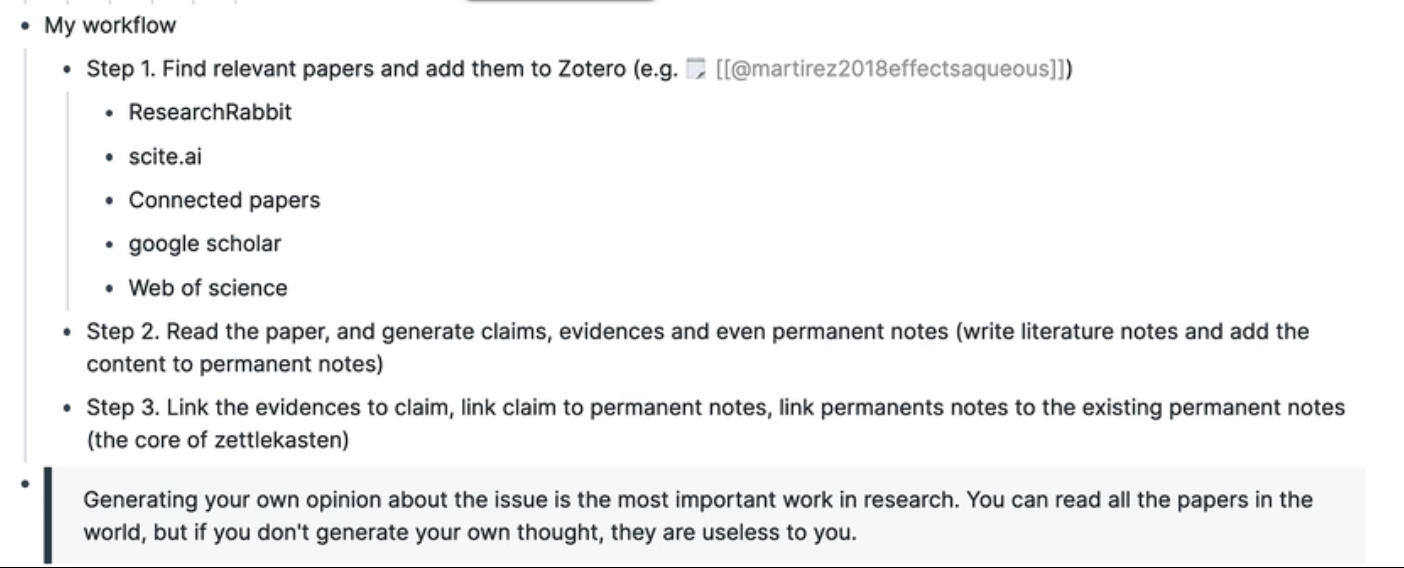 My workflow
Step 1. Find relevant papers and add them to Zotero (e.g. [[@martirez2018effectsaqueous]])
ResearchRabbit
scite.ai
Connected papers
google scholar
Web of science
Step 2. Read the paper, and generate claims, evidences and even permanent notes (write literature notes and add the
content to permanent notes)
Step 3. Link the evidences to claim, link claim to permanent notes, link permanents notes to the existing permanent notes
(the core of zettlekasten)
Generating your own opinion about the issue is the most important work in research. You can read all the papers in the
world, but if you don't generate your own thought, they are useless to you.